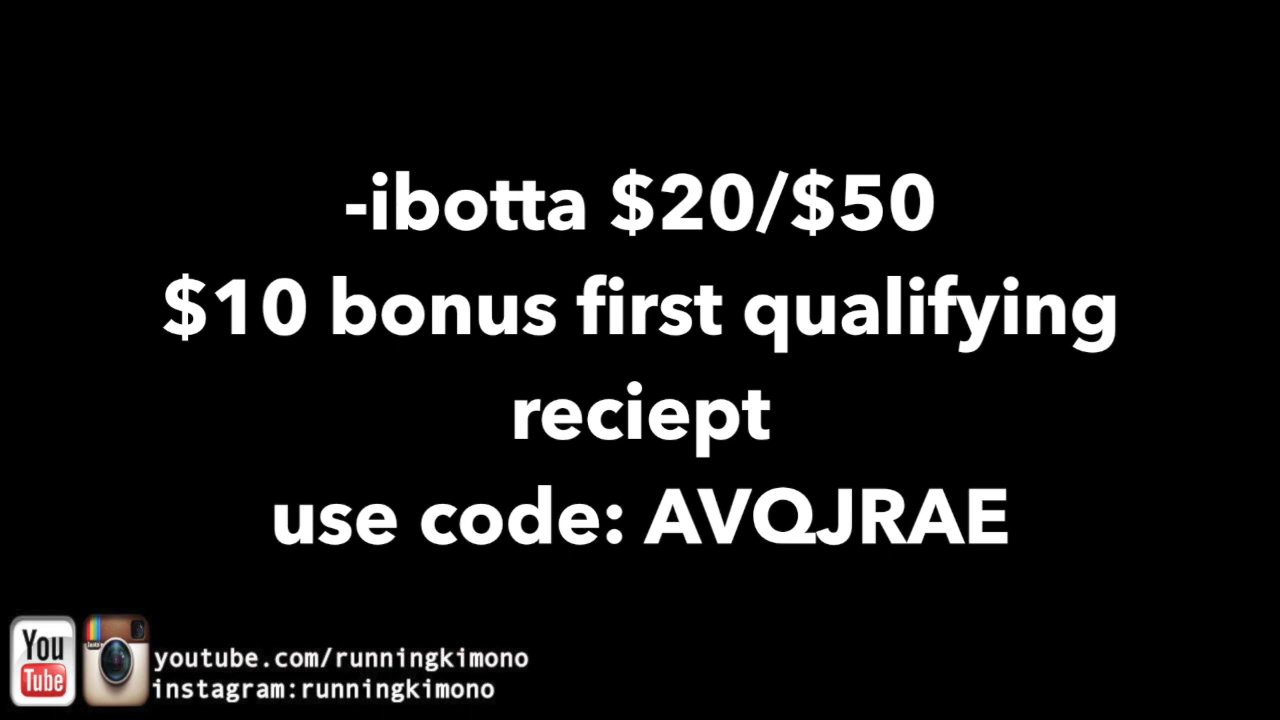 -ibotta $20/$50
$10 bonus first qualifying
reciept
use code: AVQJRAE
You
Tube
youtube.com/runningkimono
instagram:runningkimono